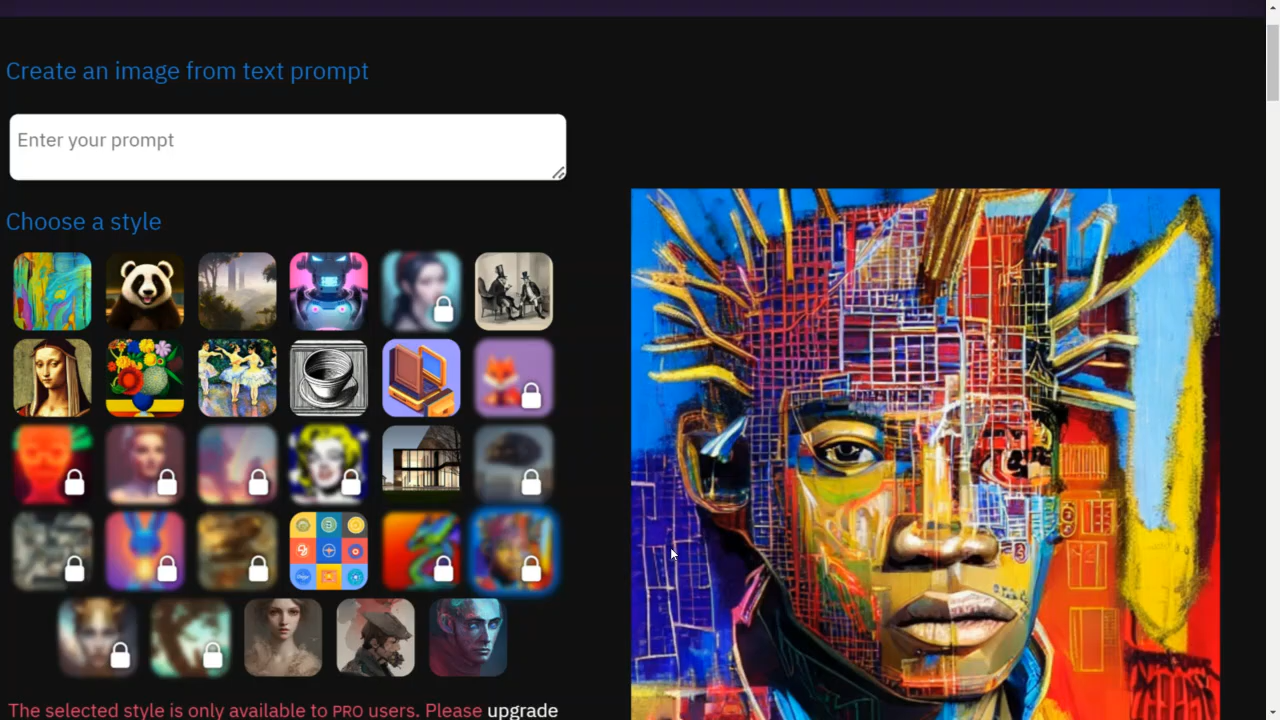 Create an image from text prompt
Enter your prompt
Choose a style
The selected style is only available to PRO users. Please upgrade